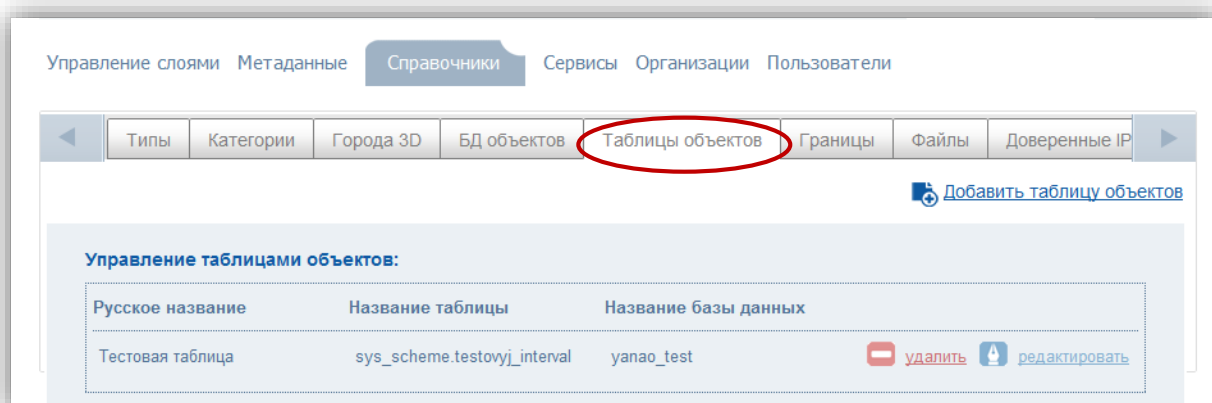 Управление слоями Метаданные Справочники Сервисы Организации Пользователи
Типы Категории Города 3D БД объектов Таблицы объектов Границы Файлы Доверенные IP
Добавить таблицу объектов
Управление таблицами объектов:
Русское название Название таблицы Название базы данных
Тестовая таблица sys_scheme.testovyj_interval yanao_test удалить редактировать